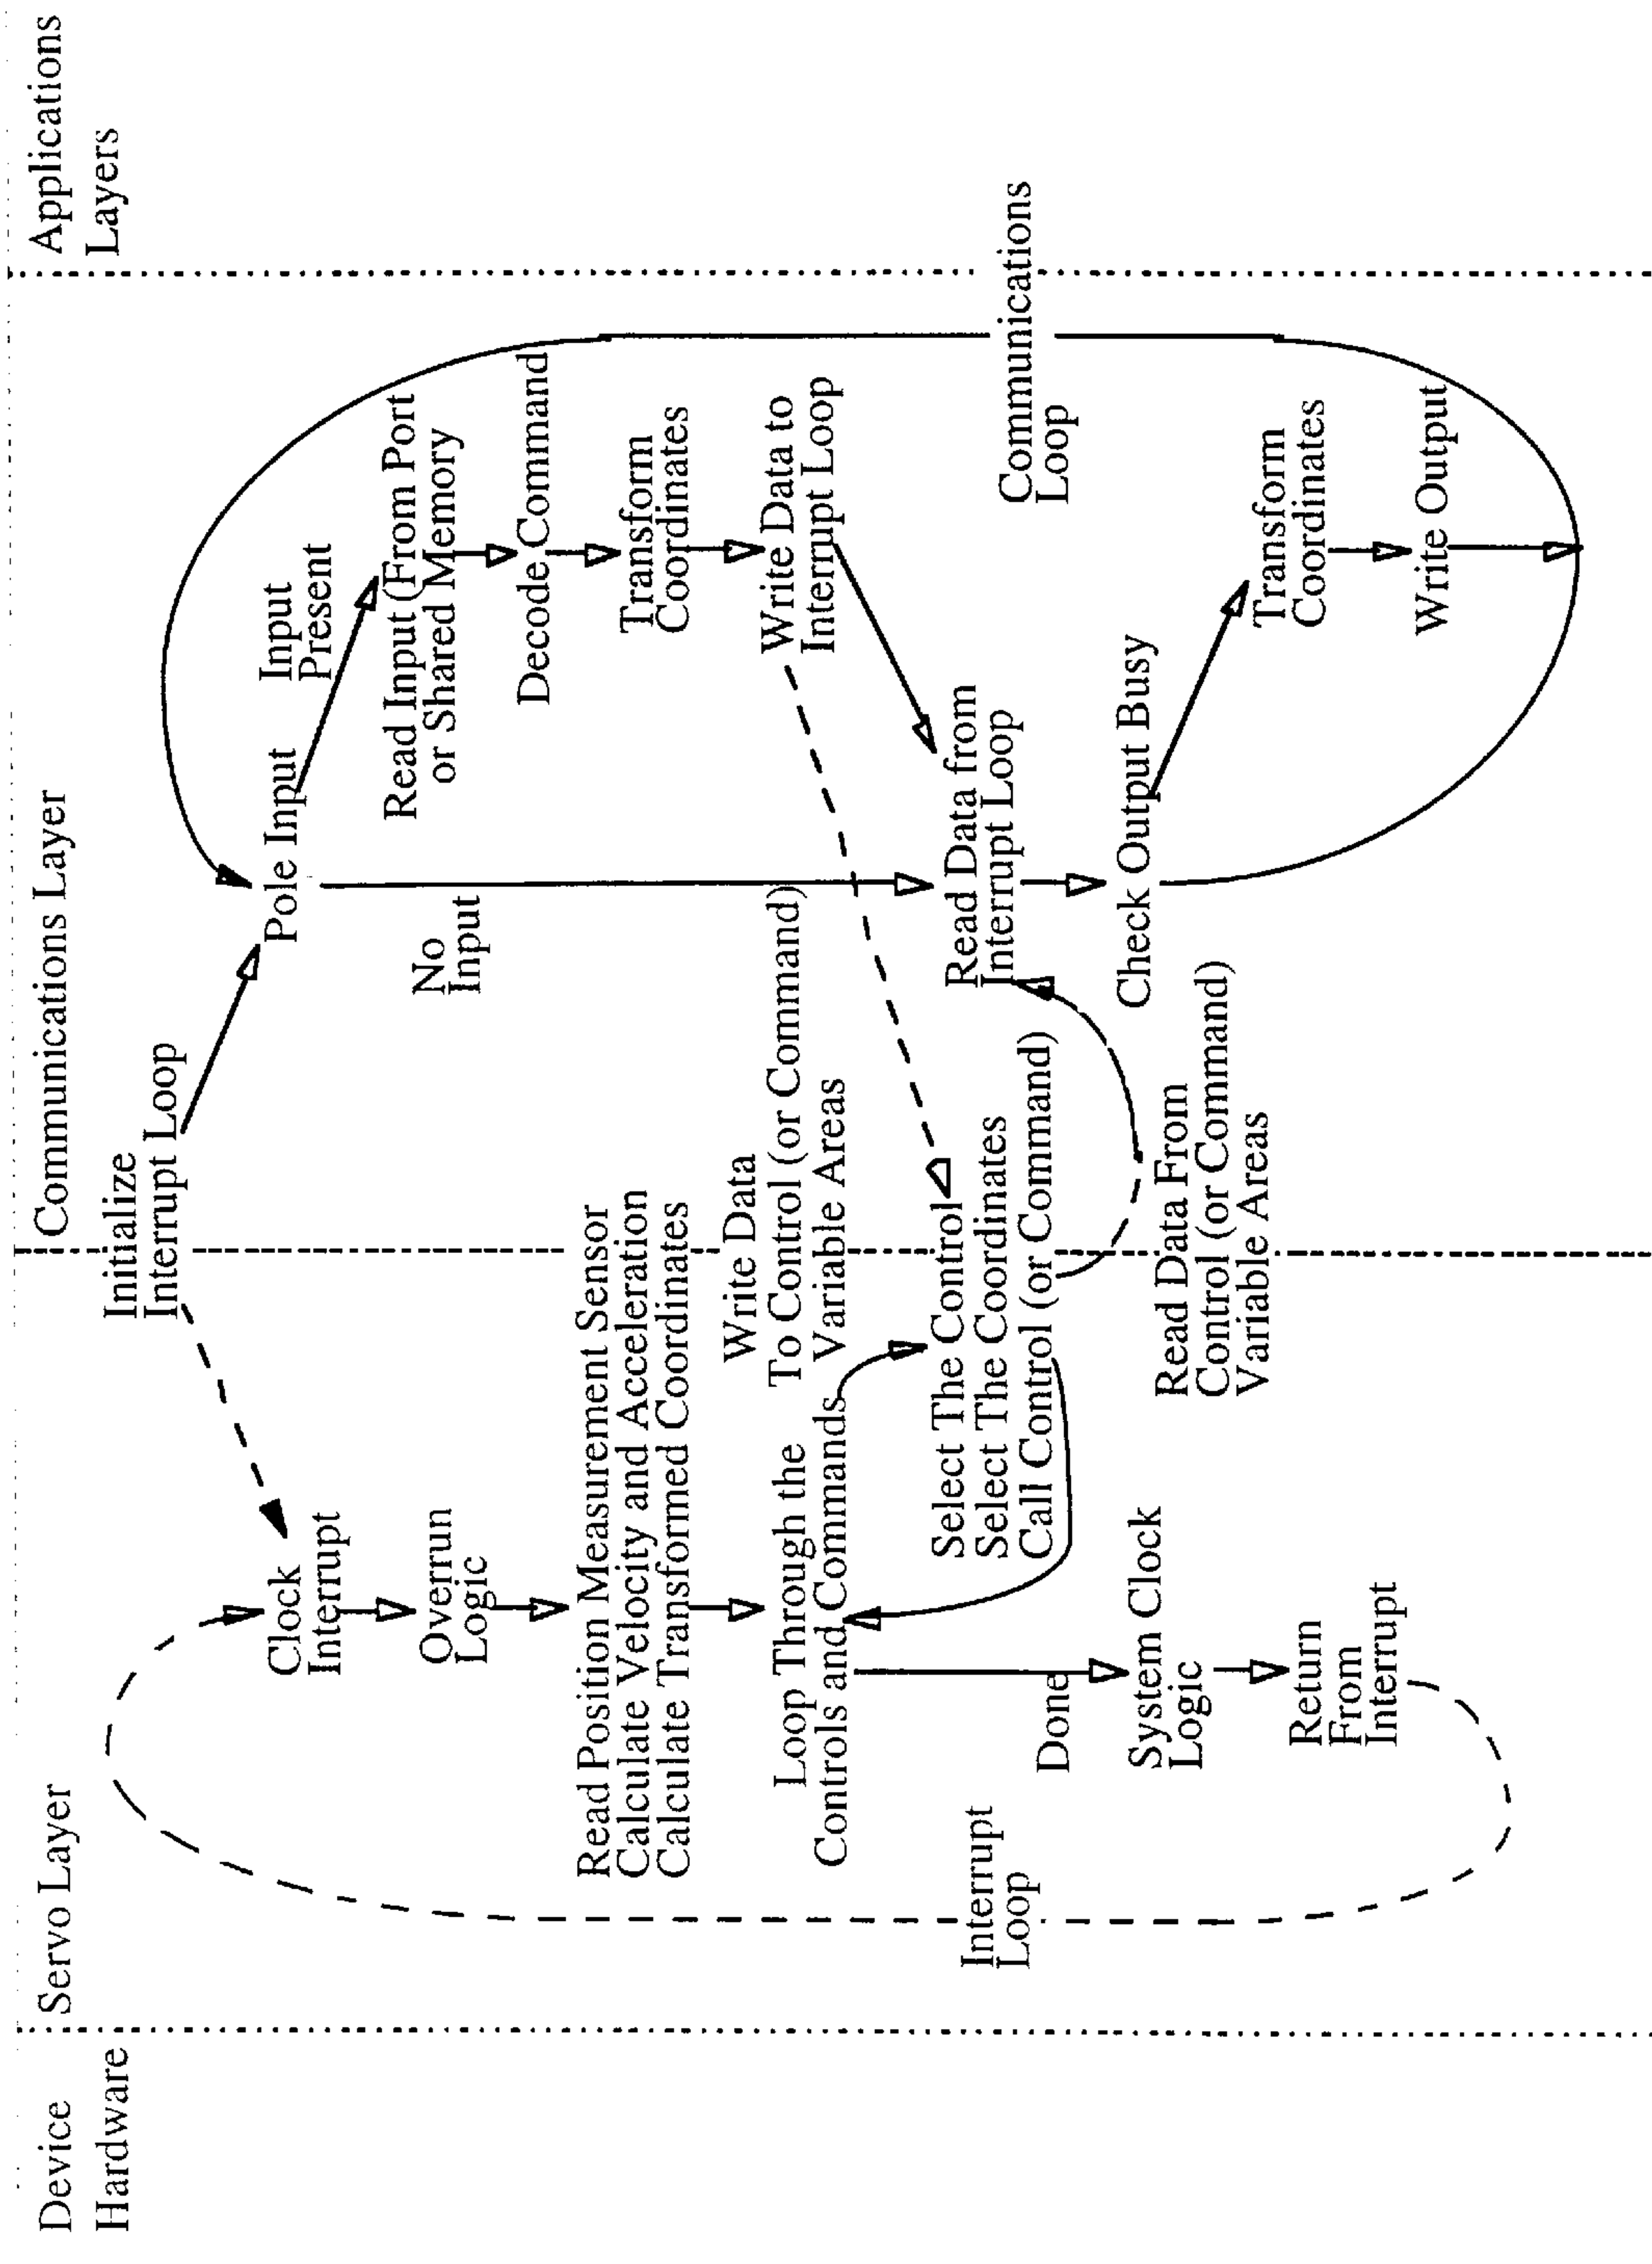 Device
Hardware
Servo Layer
Communications Layer
Applications
Layers
Initialize
Interrupt Loop
Clock
Interrupt
Overrun
Logic
Read Position Measurement Sensor
Calculate Velocity and Acceleration
Calculate Transformed Coordinates
Loop Through the
Controls and Commands
Write Data
To Control (or Command)
Variable Areas
Select The Control
Select The Coordinates
Call Control (or Command)
Interrupt
Loop
Done
System Clock
Logic
Return
From
Interrupt
Read Data From
Control (or Command)
Variable Areas
Pole Input
No
Input
Input
Present
Read Input (From Port
or Shared Memory
Decode Command
Transform
Coordinates
Write Data to
Interrupt Loop
Read Data from
Interrupt Loop
Communications
Loop
Check Output Busy
Transform
Coordinates
Write Output